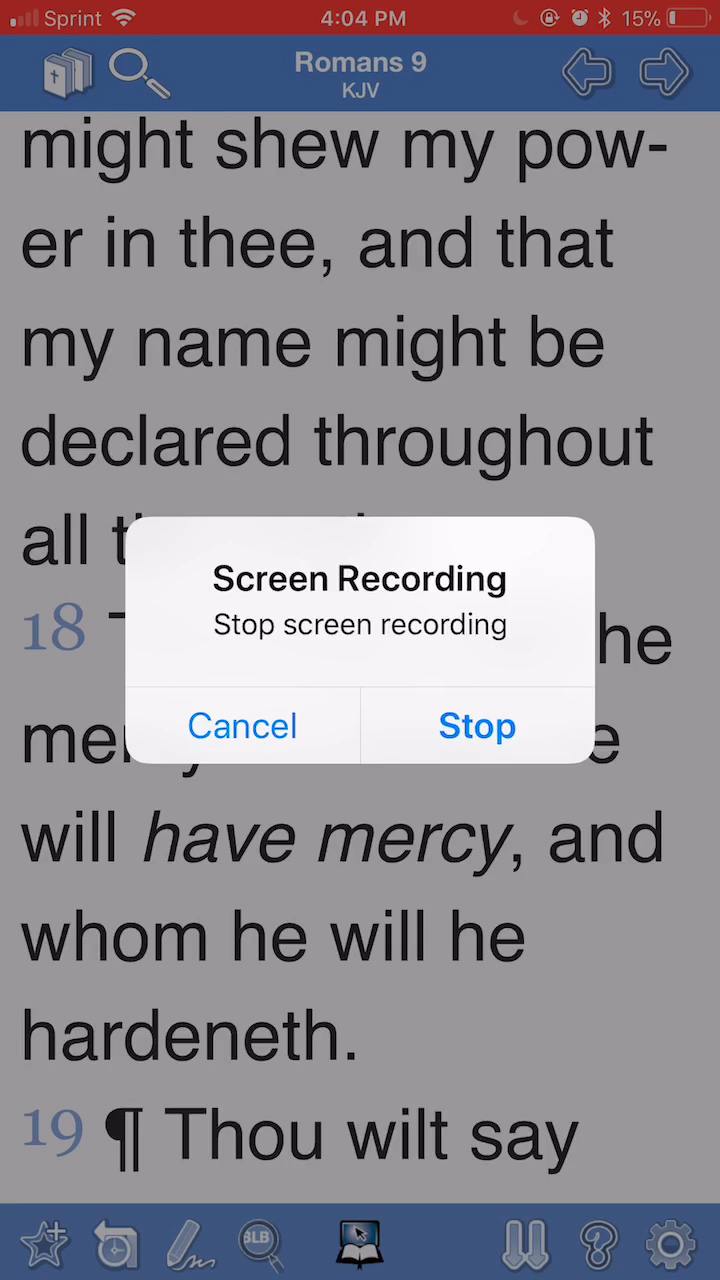 Sprint 4:04 PM 15%
Romans 9
KJV
might shew my pow-
er in thee, and that
my name might be
declared throughout
all
Screen Recording
Stop screen recording
18 he
Cancel Stop
will have mercy, and
whom he will he
hardeneth.
19 ¶ Thou wilt say
BLB